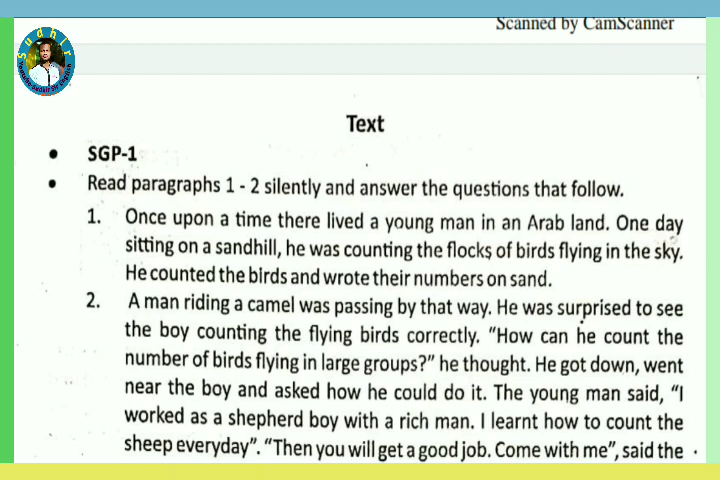 Scanned by CamScanner
Sudhir
Text
• SGP-1
• Read paragraphs 1 - 2 silently and answer the questions that follow.
1. Once upon a time there lived a young man in an Arab land. One day
sitting on a sandhill, he was counting the flocks of birds flying in the sky.
He counted the birds and wrote their numbers on sand.
2. A man riding a camel was passing by that way. He was surprised to see
the boy counting the flying birds correctly. "How can he count the
number of birds flying in large groups?" he thought. He got down, went
near the boy and asked how he could do it. The young man said, "I
worked as a shepherd boy with a rich man. I learnt how to count the
sheep everyday". "Then you will get a good job. Come with me", said the